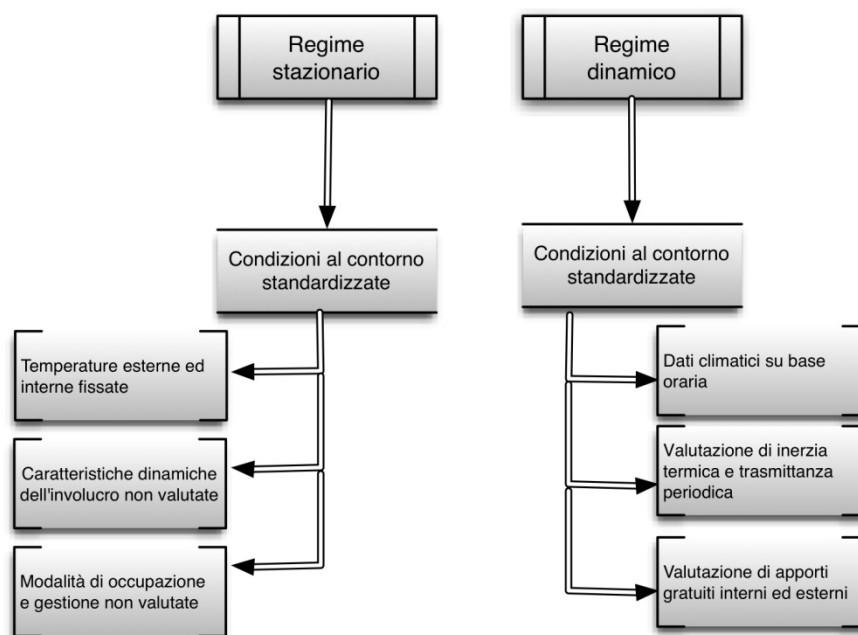 Regime
stazionario
Regime
dinamico
Condizioni al contorno
standardizzate
Condizioni al contorno
standardizzate
Temperature esterne ed
interne fissate
Caratteristiche dinamiche
dell'involucro non valutate
Modalità di occupazione
e gestione non valutate
Dati climatici su base
oraria
Valutazione di inerzia
termica e trasmittanza
periodica
Valutazione di apporti
gratuiti interni ed esterni